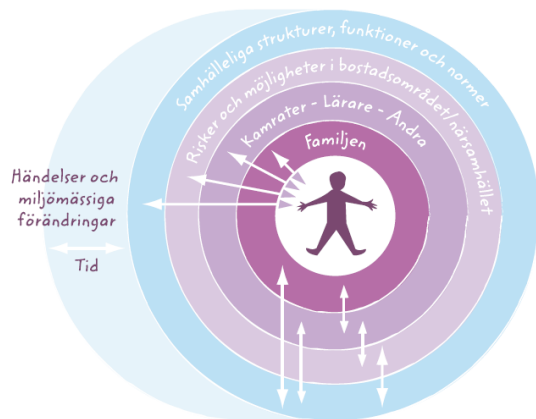 Samhälleliga strukturer, funktioner och normer
Risker och möjligheter i bostadsområdet/närsamhället
Kamrater - Lärare - Andra
Familjen
Händelser och
miljömässiga
förändringar
Tid